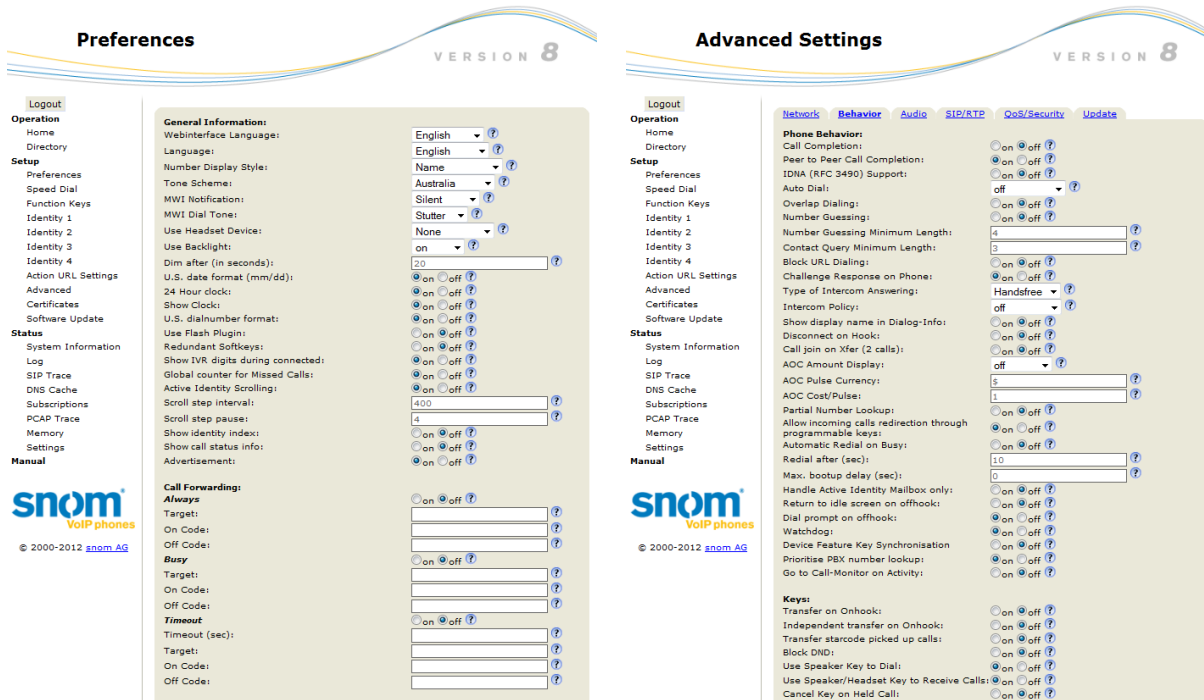 Preferences
VERSION 8
Logout
Operation
Home
Directory
Setup
Preferences
Speed Dial
Function Keys
Identity 1
Identity 2
Identity 3
Identity 4
Action URL Settings
Advanced
Certificates
Software Update
Status
System Information
Log
SIP Trace
DNS Cache
Subscriptions
PCAP Trace
Memory
Settings
Manual
snom
VoIP phones
© 2000-2012 snom AG
General Information:
Webinterface Language: English ?
Language: English ?
Number Display Style: Name ?
Tone Scheme: Australia ?
MWI Notification: Silent ?
MWI Dial Tone: Stutter ?
Use Headset Device: None ?
Use Backlight: on ?
Dim after (in seconds): 20 ?
U.S. date format (mm/dd): on off ?
24 Hour clock: on off ?
Show Clock: on off ?
U.S. dialnumber format: on off ?
Use Flash Plugin: on off ?
Redundant Softkeys: on off ?
Show IVR digits during connected: on off ?
Global counter for Missed Calls: on off ?
Active Identity Scrolling: on off ?
Scroll step interval: 400 ?
Scroll step pause: 4 ?
Show identity index: on off ?
Show call status info: on off ?
Advertisement: on off ?
Call Forwarding:
Always on off ?
Target: ?
On Code: ?
Off Code: ?
Busy on off ?
Target: ?
On Code: ?
Off Code: ?
Timeout on off ?
Timeout (sec): ?
Target: ?
On Code: ?
Off Code: ?
Advanced Settings
VERSION 8
Logout
Operation
Home
Directory
Setup
Preferences
Speed Dial
Function Keys
Identity 1
Identity 2
Identity 3
Identity 4
Action URL Settings
Advanced
Certificates
Software Update
Status
System Information
Log
SIP Trace
DNS Cache
Subscriptions
PCAP Trace
Memory
Settings
Manual
snom
VoIP phones
© 2000-2012 snom AG
Network Behavior Audio SIP/RTP QoS/Security Update
Phone Behavior:
Call Completion: on off ?
Peer to Peer Call Completion: on off ?
IDNA (RFC 3490) Support: on off ?
Auto Dial: off ?
Overlap Dialing: on off ?
Number Guessing: on off ?
Number Guessing Minimum Length: 4 ?
Contact Query Minimum Length: 3 ?
Block URL Dialing: on off ?
Challenge Response on Phone: on off ?
Type of Intercom Answering: Handsfree ?
Intercom Policy: off ?
Show display name in Dialog-Info: on off ?
Disconnect on Hook: on off ?
Call join on Xfer (2 calls): on off ?
AOC Amount Display: off ?
AOC Pulse Currency: $ ?
AOC Cost/Pulse: 1 ?
Partial Number Lookup: on off ?
Allow incoming calls redirection through
programmable keys: on off ?
Automatic Redial on Busy: on off ?
Redial after (sec): 10 ?
Max. bootup delay (sec): 0 ?
Handle Active Identity Mailbox only: on off ?
Return to idle screen on offhook: on off ?
Dial prompt on offhook: on off ?
Watchdog: on off ?
Device Feature Key Synchronisation on off ?
Prioritise PBX number lookup: on off ?
Go to Call-Monitor on Activity: on off ?
Keys:
Transfer on Onhook: on off ?
Independent transfer on Onhook: on off ?
Transfer starcode picked up calls: on off ?
Block DND: on off ?
Use Speaker Key to Dial: on off ?
Use Speaker/Headset Key to Receive Calls: on off ?
Cancel Key on Held Call: on off ?